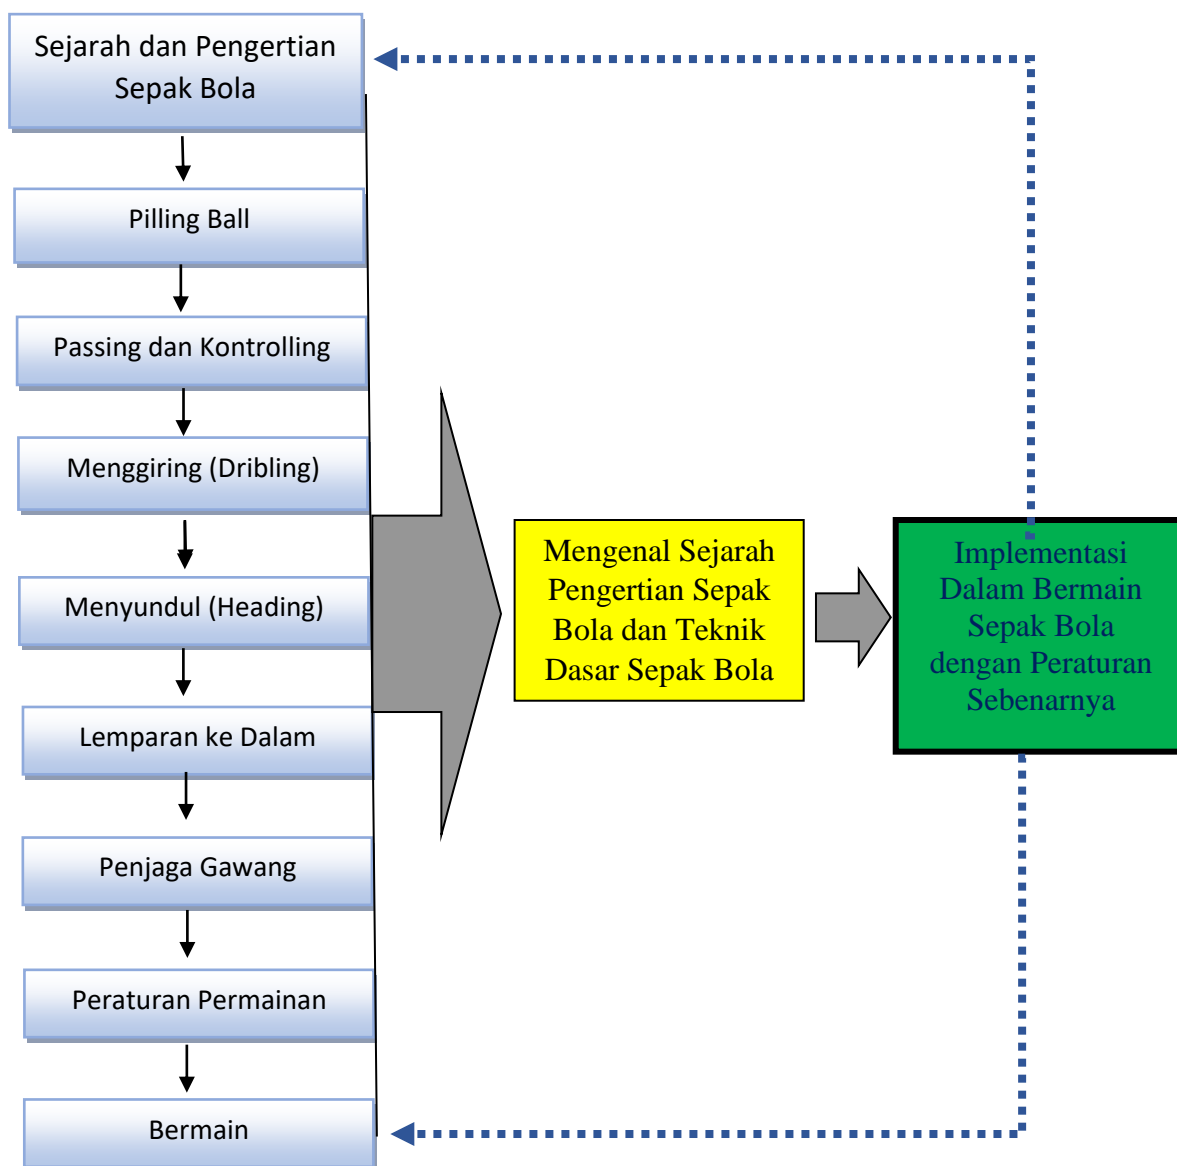 Sejarah dan Pengertian
Sepak Bola
Pilling Ball
Passing dan Kontrolling
Menggiring (Dribling)
Menyundul (Heading)
Lemparan ke Dalam
Penjaga Gawang
Peraturan Permainan
Bermain
Mengenal Sejarah
Pengertian Sepak
Bola dan Teknik
Dasar Sepak Bola
Implementasi
Dalam Bermain
Sepak Bola
dengan Peraturan
Sebenarnya